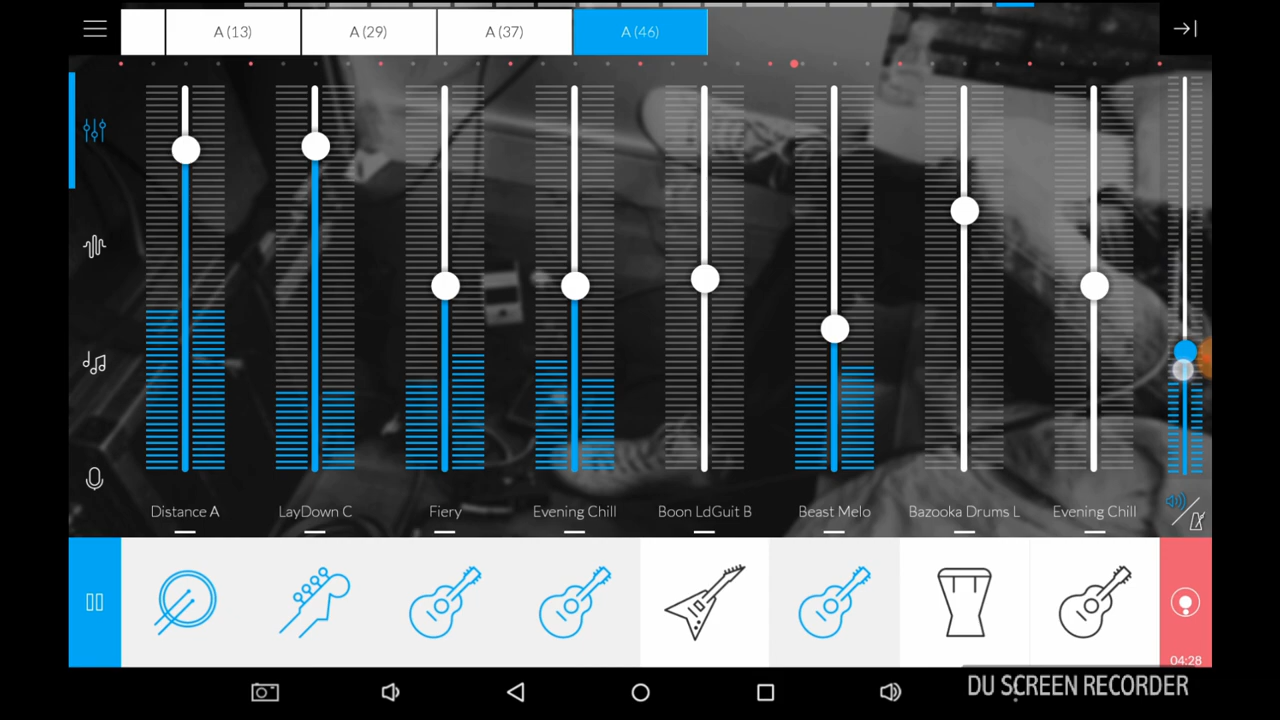 A (13) A (29) A (37) A (46)
Distance A LayDown C Fiery Evening Chill Boon LdGuit B Beast Melo Bazooka Drums L Evening Chill
04:28
DU SCREEN RECORDER